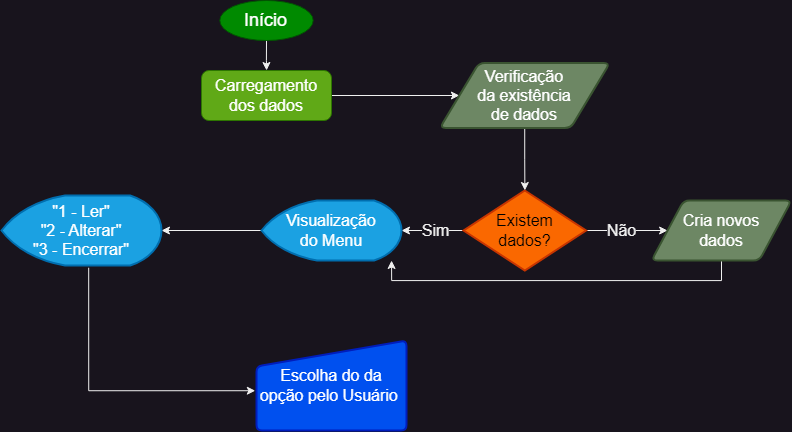 Início
Carregamento
dos dados
Verificação
da existência
de dados
Existem
dados?
Sim
Não
Cria novos
dados
Visualização
do Menu
"1 - Ler"
"2 - Alterar"
"3 - Encerrar"
Escolha do da
opção pelo Usuário